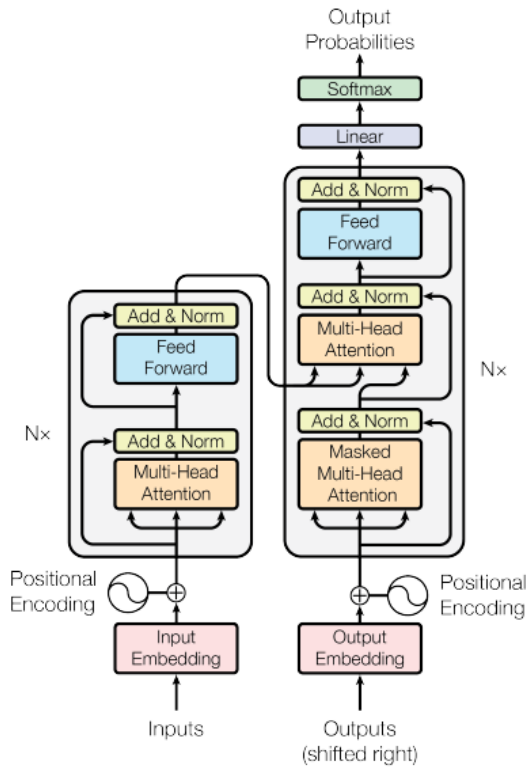 Output
Probabilities
Softmax
Linear
Add & Norm
Feed
Forward
Add & Norm
Multi-Head
Attention
Add & Norm
Masked
Multi-Head
Attention
N×
Add & Norm
Feed
Forward
Add & Norm
Multi-Head
Attention
N×
Positional
Encoding
Positional
Encoding
Input
Embedding
Output
Embedding
Inputs
Outputs
(shifted right)